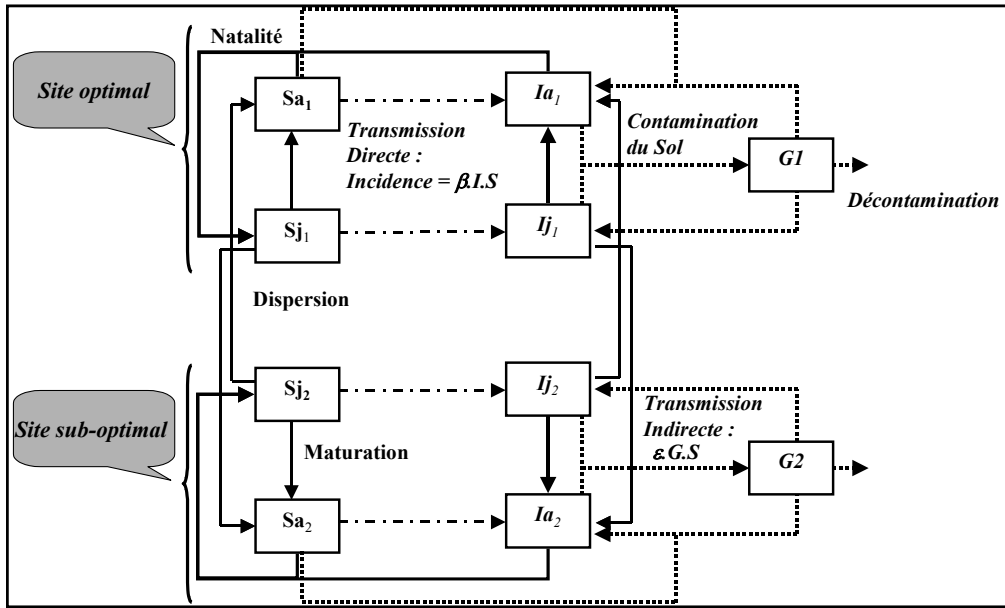 Natalité
Site optimal
Sa₁
Ia₁
Transmission
Directe :
Incidence = β.I.S
Contamination
du Sol
G1
Décontamination
Sj₁
Ij₁
Dispersion
Sj₂
Ij₂
Site sub-optimal
Transmission
Indirecte :
ε.G.S
G2
Maturation
Sa₂
Ia₂